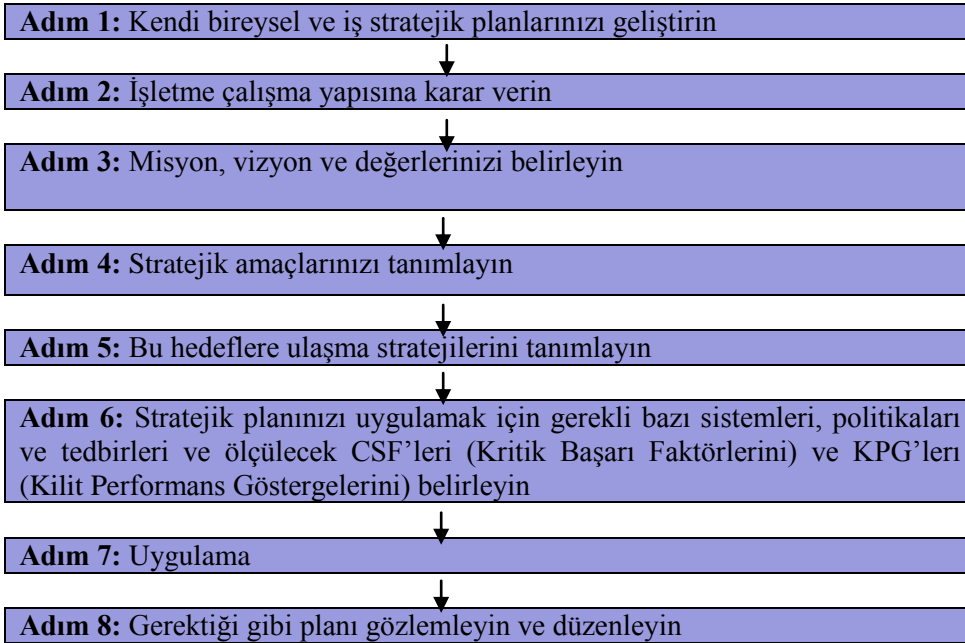 Adım 1: Kendi bireysel ve iş stratejik planlarınızı geliştirin
Adım 2: İşletme çalışma yapısına karar verin
Adım 3: Misyon, vizyon ve değerlerinizi belirleyin
Adım 4: Stratejik amaçlarınızı tanımlayın
Adım 5: Bu hedeflere ulaşma stratejilerini tanımlayın
Adım 6: Stratejik planınızı uygulamak için gerekli bazı sistemleri, politikaları
ve tedbirleri ve ölçülecek CSF’leri (Kritik Başarı Faktörlerini) ve KPG’lerı
(Kilit Performans Göstergelerini) belirleyin
Adım 7: Uygulama
Adım 8: Gerektiği gibi planı gözlemleyin ve düzenleyin